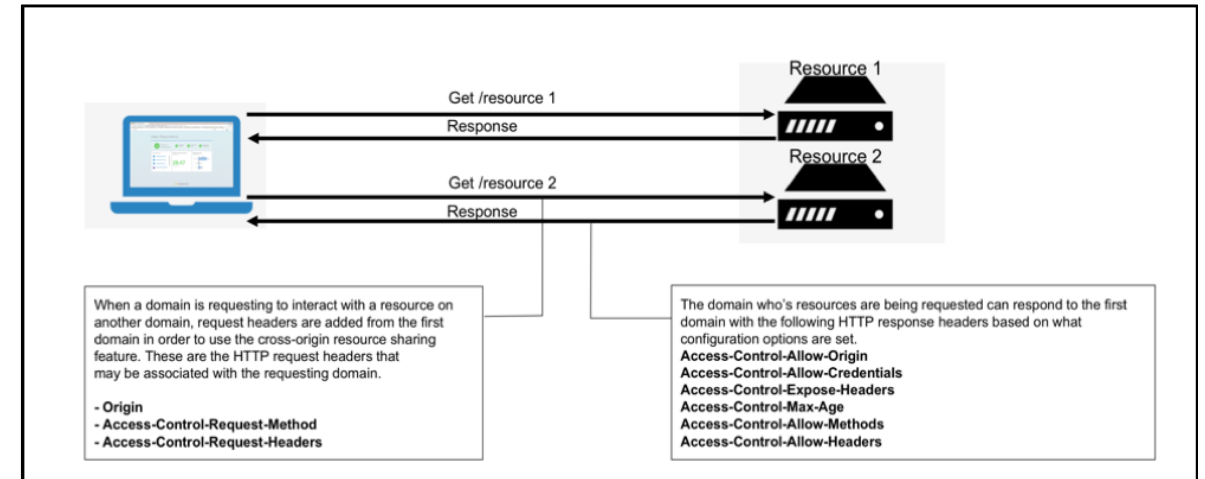 Resource 1
Get /resource 1
Response
Resource 2
Get /resource 2
Response
When a domain is requesting to interact with a resource on
another domain, request headers are added from the first
domain in order to use the cross-origin resource sharing
feature. These are the HTTP request headers that
may be associated with the requesting domain.
- Origin
- Access-Control-Request-Method
- Access-Control-Request-Headers
The domain who's resources are being requested can respond to the first
domain with the following HTTP response headers based on what
configuration options are set.
Access-Control-Allow-Origin
Access-Control-Allow-Credentials
Access-Control-Expose-Headers
Access-Control-Max-Age
Access-Control-Allow-Methods
Access-Control-Allow-Headers